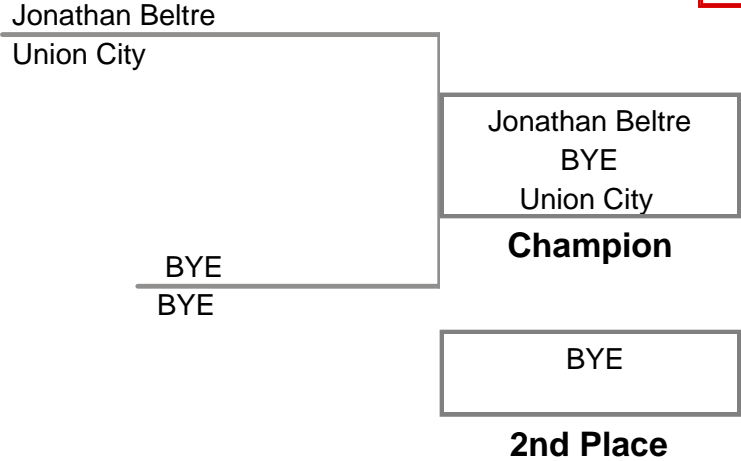 Jonathan Beltre
Union City
Jonathan Beltre
BYE
Union City
Champion
BYE
BYE
BYE
2nd Place